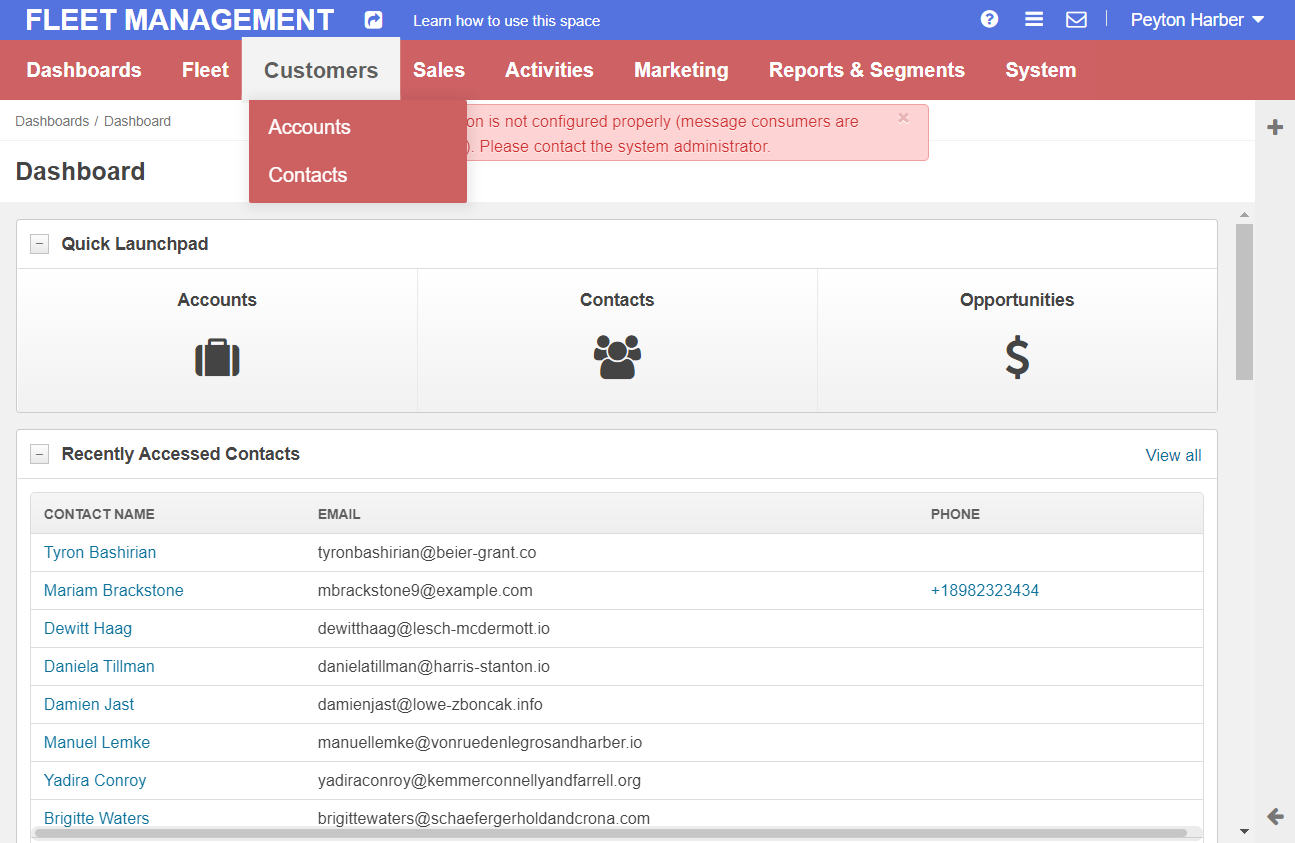 FLEET MANAGEMENT Learn how to use this space Peyton Harber
Dashboards Fleet Customers Sales Activities Marketing Reports & Segments System
Accounts
Contacts
Dashboards / Dashboard
on is not configured properly (message consumers are ×
). Please contact the system administrator.
Dashboard
Quick Launchpad
Accounts Contacts Opportunities
Recently Accessed Contacts View all
CONTACT NAME EMAIL PHONE
Tyron Bashirian tyronbashirian@beier-grant.co
Mariam Brackstone mbrackstone9@example.com +18982323434
Dewitt Haag dewitthaag@lesch-mcdermott.io
Daniela Tillman danielatillman@harris-stanton.io
Damien Jast damienjast@lowe-zboncak.info
Manuel Lemke manuellemke@vonruedenlegrosandharber.io
Yadira Conroy yadiraconroy@kemmerconnellyandfarrell.org
Brigitte Waters brigittewaters@schaefergerholdandcrona.com